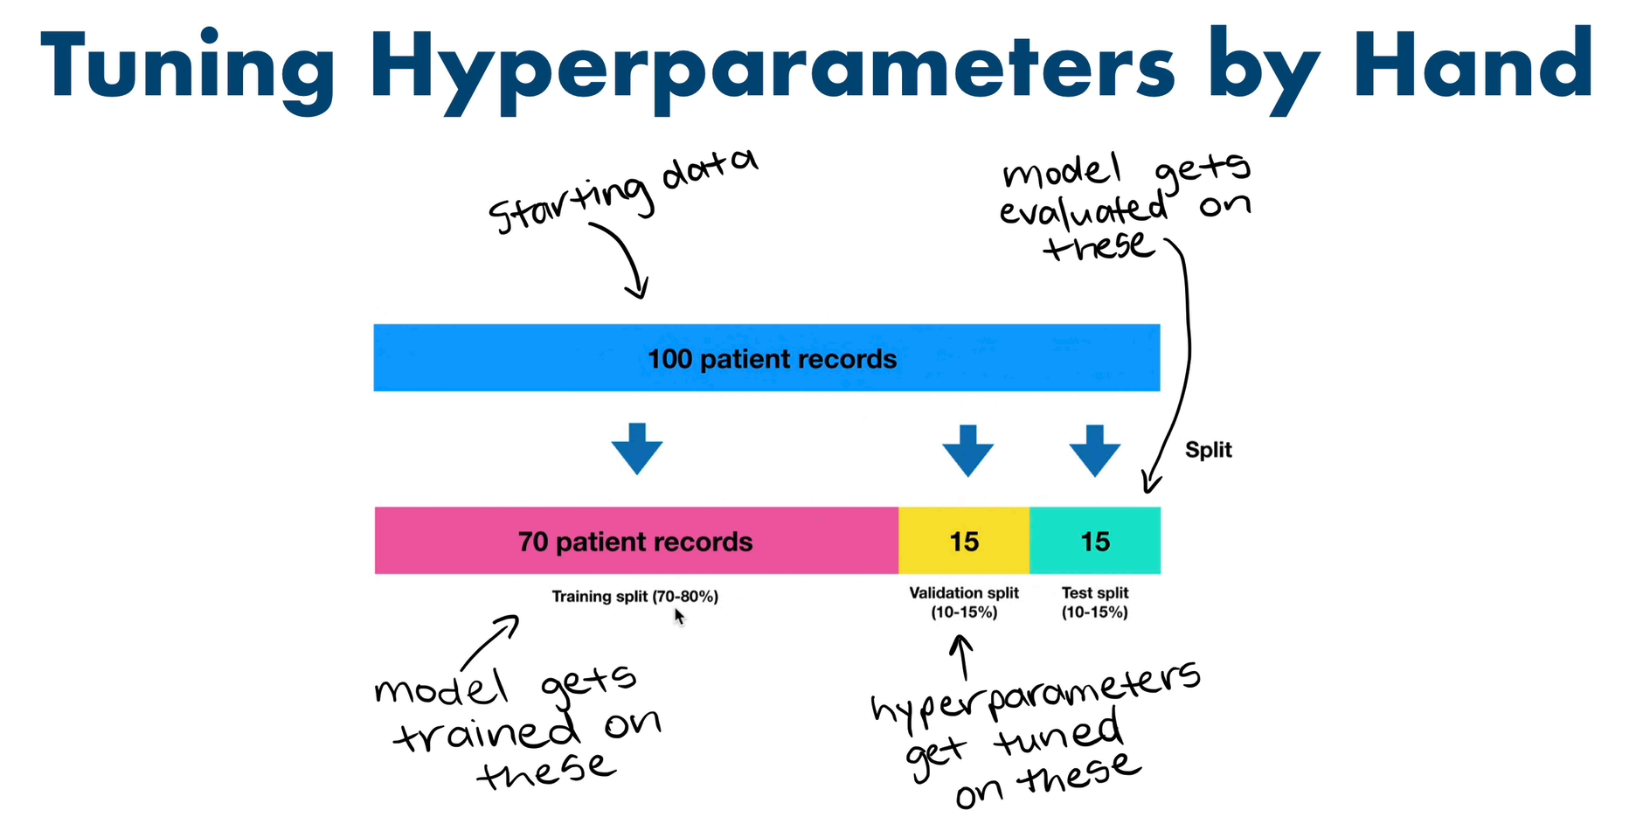 Tuning Hyperparameters by Hand
starting data
model gets
evaluated on
these
100 patient records
Split
70 patient records
15
15
Training split (70-80%)
Validation split
(10-15%)
Test split
(10-15%)
model gets
trained on
these
hyperparameters
get tuned
on these